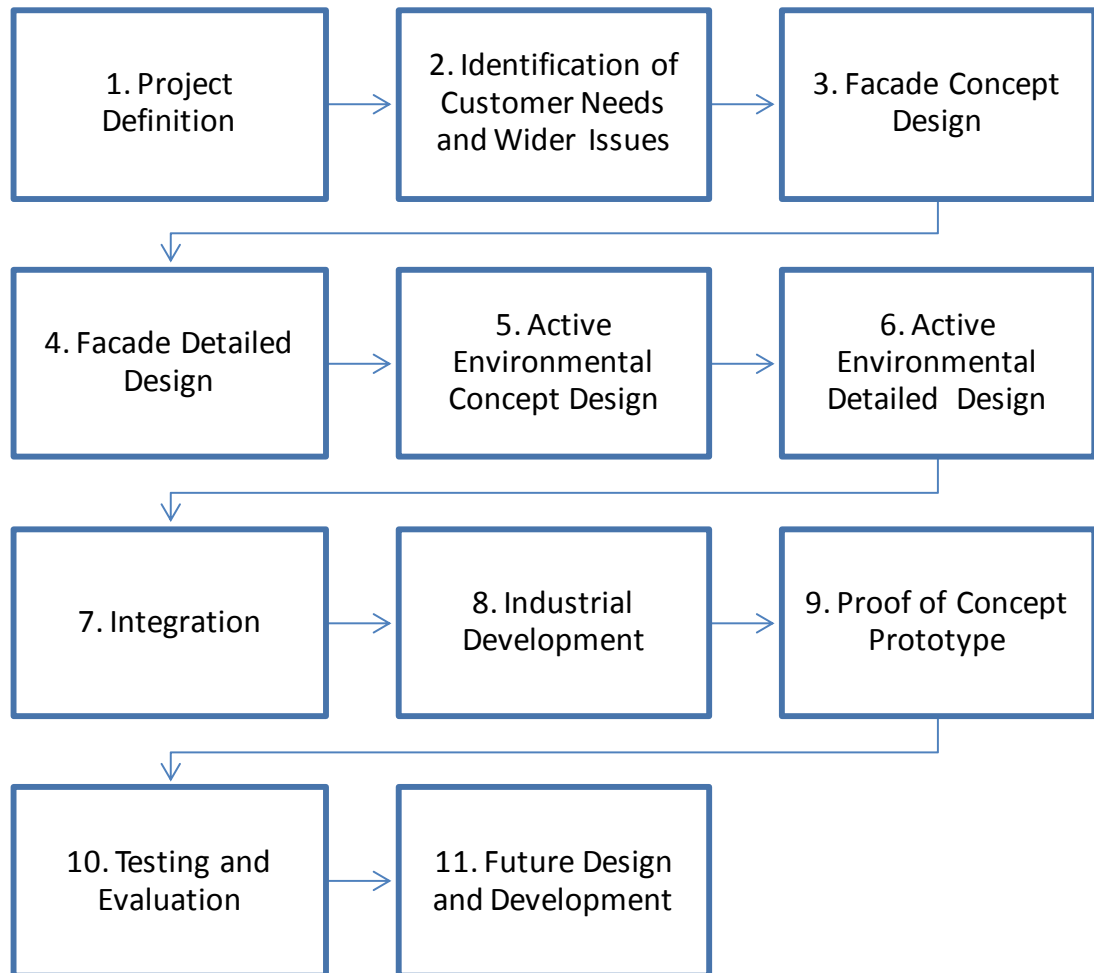 1. Project
Definition
2. Identification of
Customer Needs
and Wider Issues
3. Facade Concept
Design
4. Facade Detailed
Design
5. Active
Environmental
Concept Design
6. Active
Environmental
Detailed Design
7. Integration
8. Industrial
Development
9. Proof of Concept
Prototype
10. Testing and
Evaluation
11. Future Design
and Development